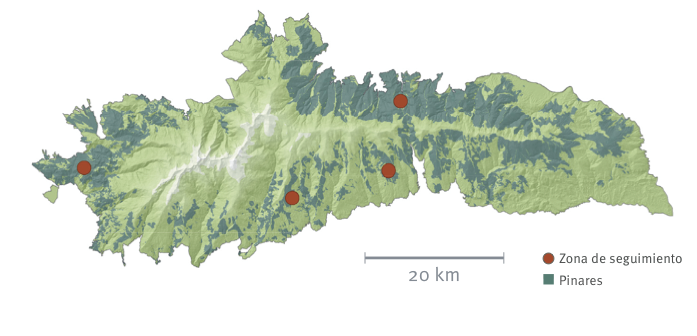 Zona de seguimiento
20 km
Pinares